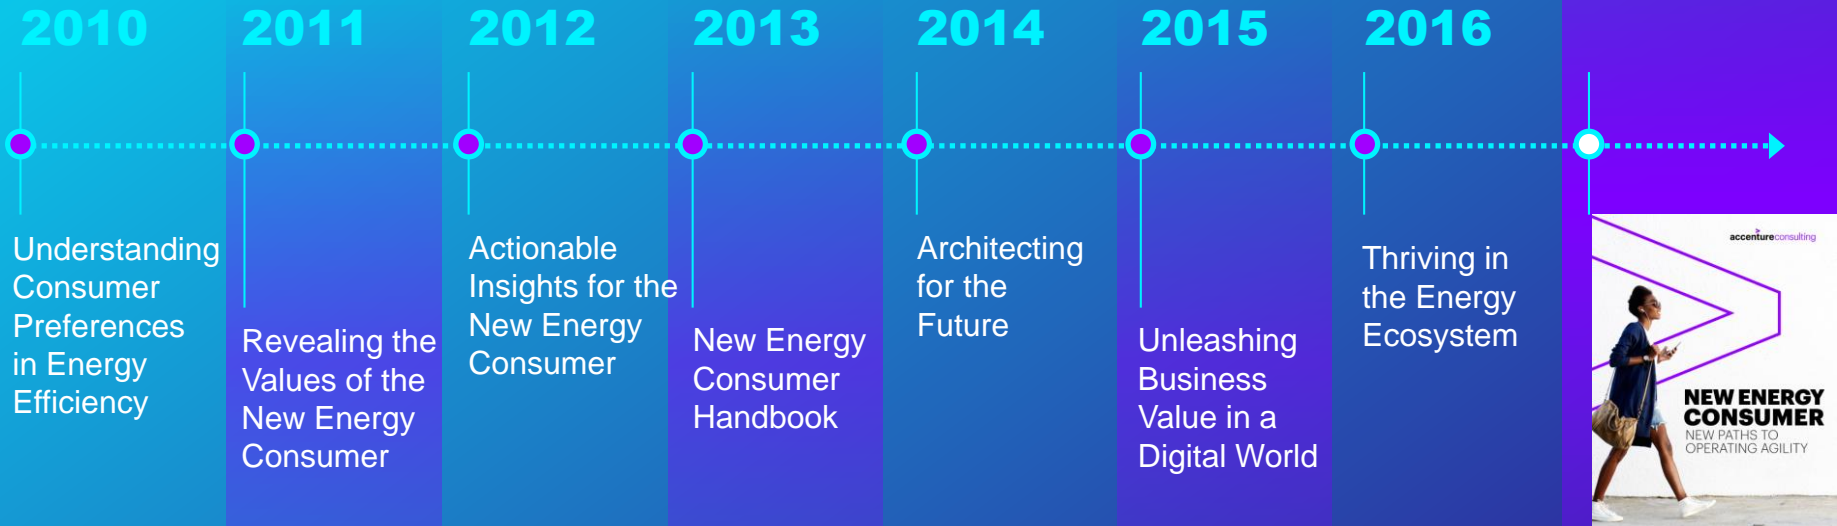 2010
Understanding
Consumer
Preferences
in Energy
Efficiency
2011
Revealing the
Values of the
New Energy
Consumer
2012
Actionable
Insights for the
New Energy
Consumer
2013
New Energy
Consumer
Handbook
2014
Architecting
for the
Future
2015
Unleashing
Business
Value in a
Digital World
2016
Thriving in
the Energy
Ecosystem
accentureconsulting
NEW ENERGY
CONSUMER
NEW PATHS TO
OPERATING AGILITY